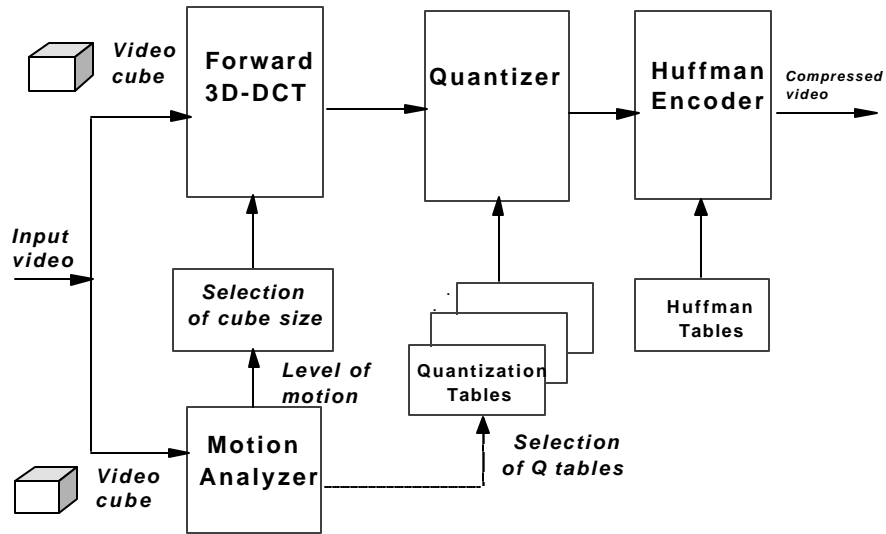 Video
cube
Forward
3D-DCT
Quantizer
Huffman
Encoder
Compressed
video
Input
video
Selection
of cube size
Huffman
Tables
Level of
motion
Quantization
Tables
Motion
Analyzer
Selection
of Q tables
Video
cube